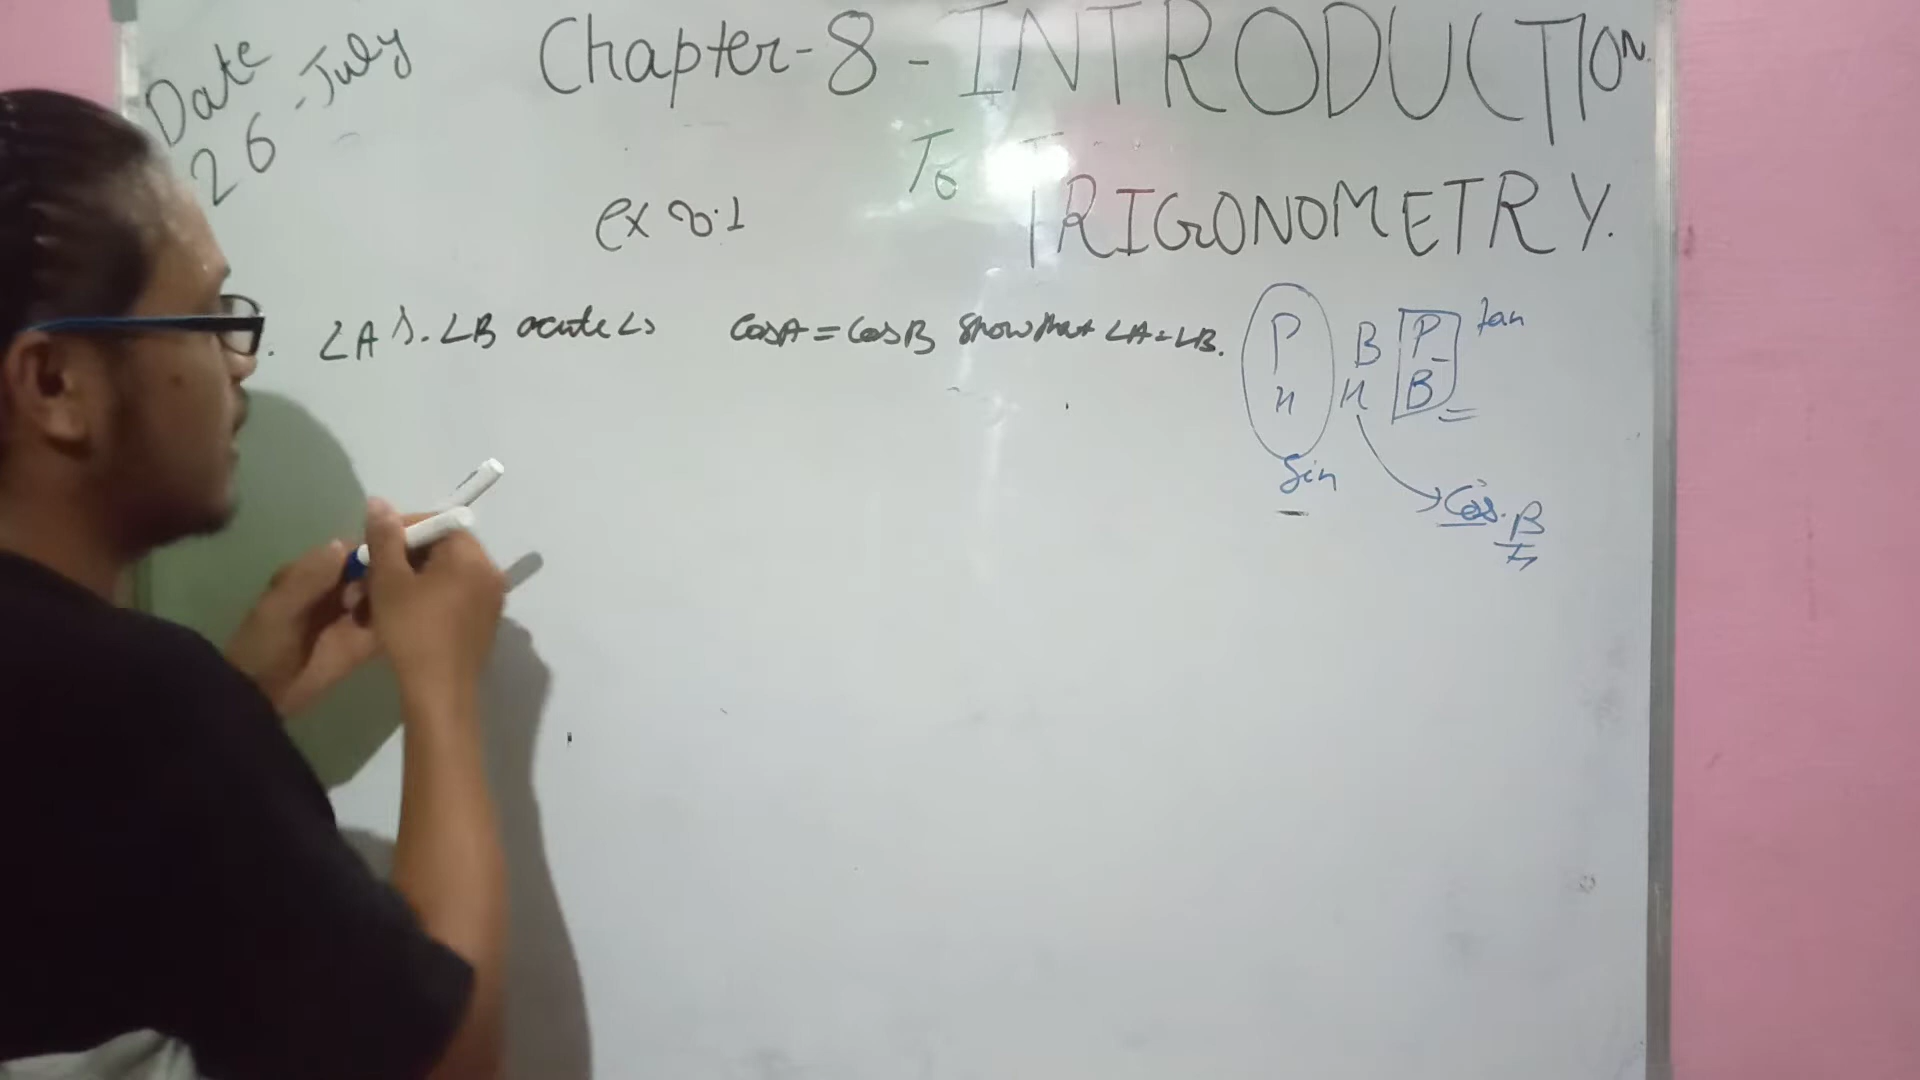 Date
26-July
Chapter-8-INTRODUCTION.
To
TRIGONOMETRY.
ex 8.1
∠A &. ∠B acute ∠s CosA = CosB Show that ∠A = ∠B.
P B P tan
H H B
Sin
Cos. B
H